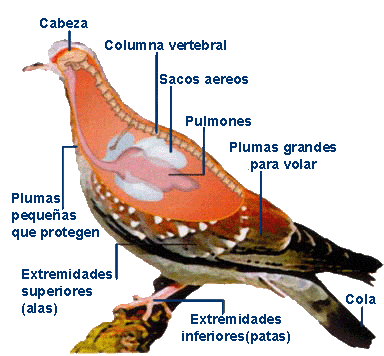 Cabeza
Columna vertebral
Sacos aereos
Pulmones
Plumas grandes
para volar
Plumas
pequeñas
que protegen
Extremidades
superiores
(alas)
Cola
Extremidades
inferiores(patas)